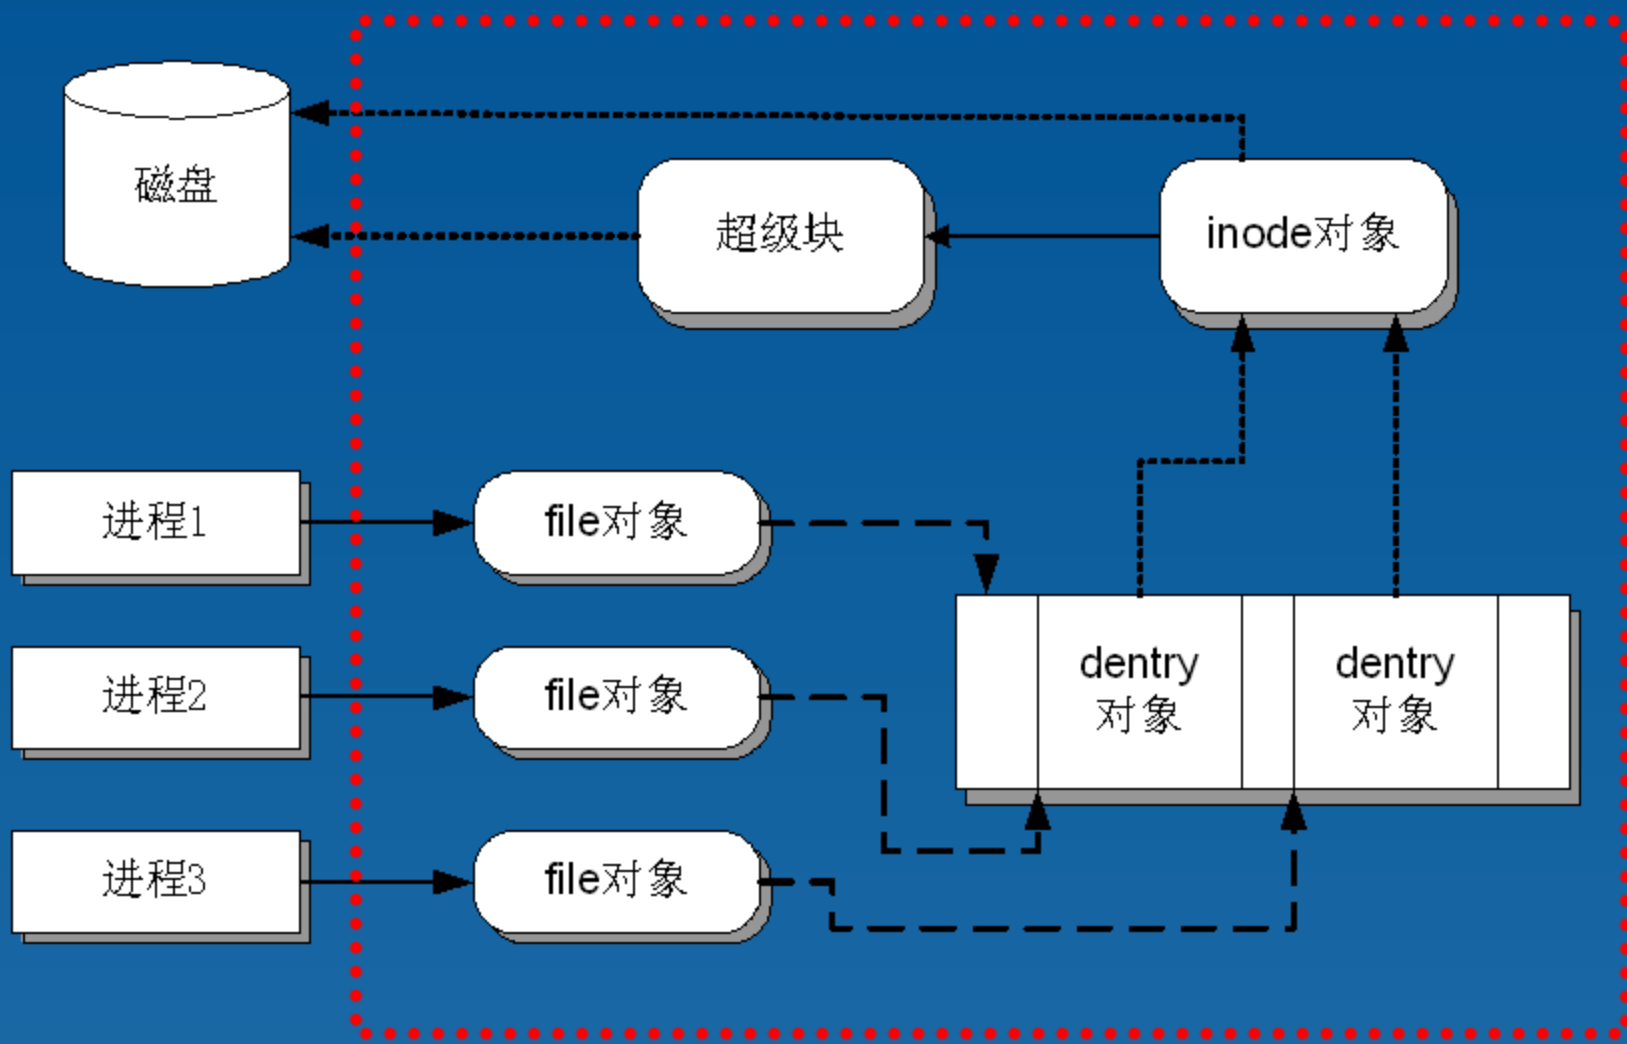 磁盘
超级块
inode对象
进程1
file对象
进程2
file对象
dentry
对象
dentry
对象
进程3
file对象